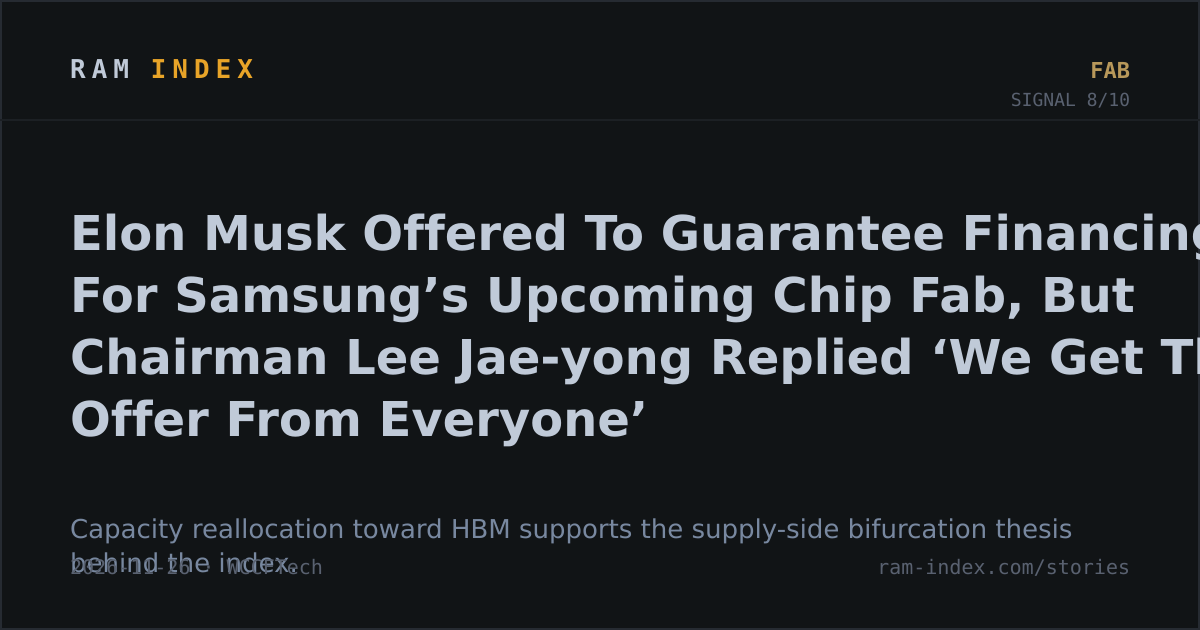 RAM INDEX
FAB
SIGNAL 8/10
Elon Musk Offered To Guarantee Financing
For Samsung’s Upcoming Chip Fab, But
Chairman Lee Jae-yong Replied ‘We Get
Offer From Everyone’
Capacity reallocation toward HBM supports the supply-side bifurcation thesis
behind the index.
WCCFTech
ram-index.com/stories